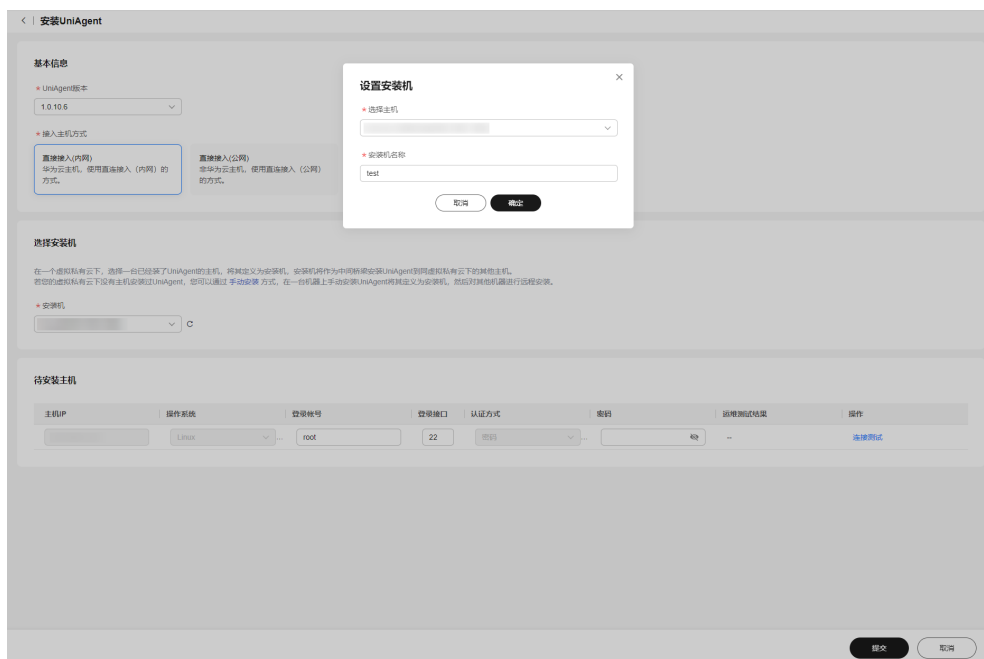 安装UniAgent
基本信息
* UniAgent版本
1.0.10.6
* 接入主机方式
直接接入(内网)
华为云主机，使用直连接入（内网）的
方式。
直接接入(公网)
非华为云主机，使用直连接入（公网）
的方式。
设置安装机
* 选择主机
* 安装机名称
test
取消
确定
选择安装机
在一个虚拟私有云下，选择一台已经装了UniAgent的主机，将其定义为安装机，安装机将作为中间桥梁安装UniAgent到同虚拟私有云下的其他主机。
若您的虚拟私有云下没有主机安装过UniAgent，您可以通过 手动安装 方式，在一台机器上手动安装UniAgent将其定义为安装机，然后对其他机器进行远程安装。
* 安装机
待安装主机
主机IP 操作系统 登录帐号 登录接口 认证方式 密码 运维测试结果 操作
Linux ... root 22 密码 ... -- 连接测试
提交
取消